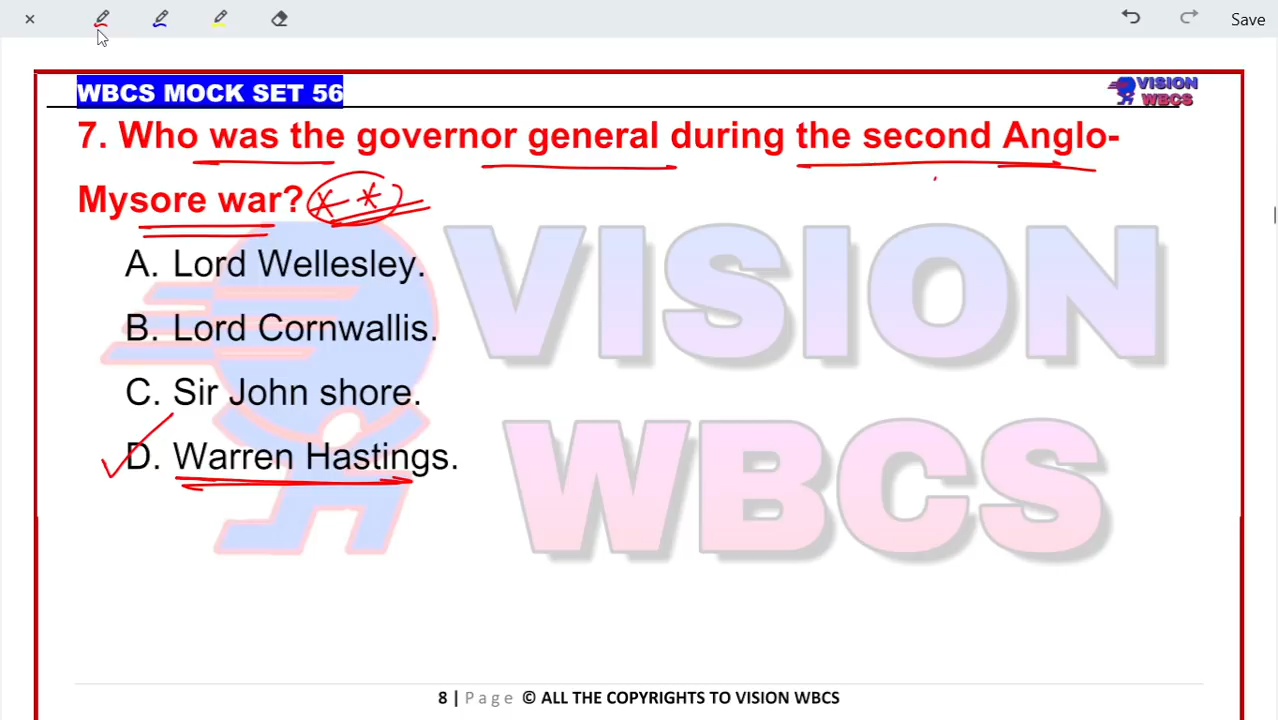 Save
WBCS MOCK SET 56
VISION
WBCS
7. Who was the governor general during the second Anglo-
Mysore war? **
A. Lord Wellesley.
B. Lord Cornwallis.
C. Sir John shore.
D. Warren Hastings.
VISION
WBCS
8 | Page © ALL THE COPYRIGHTS TO VISION WBCS